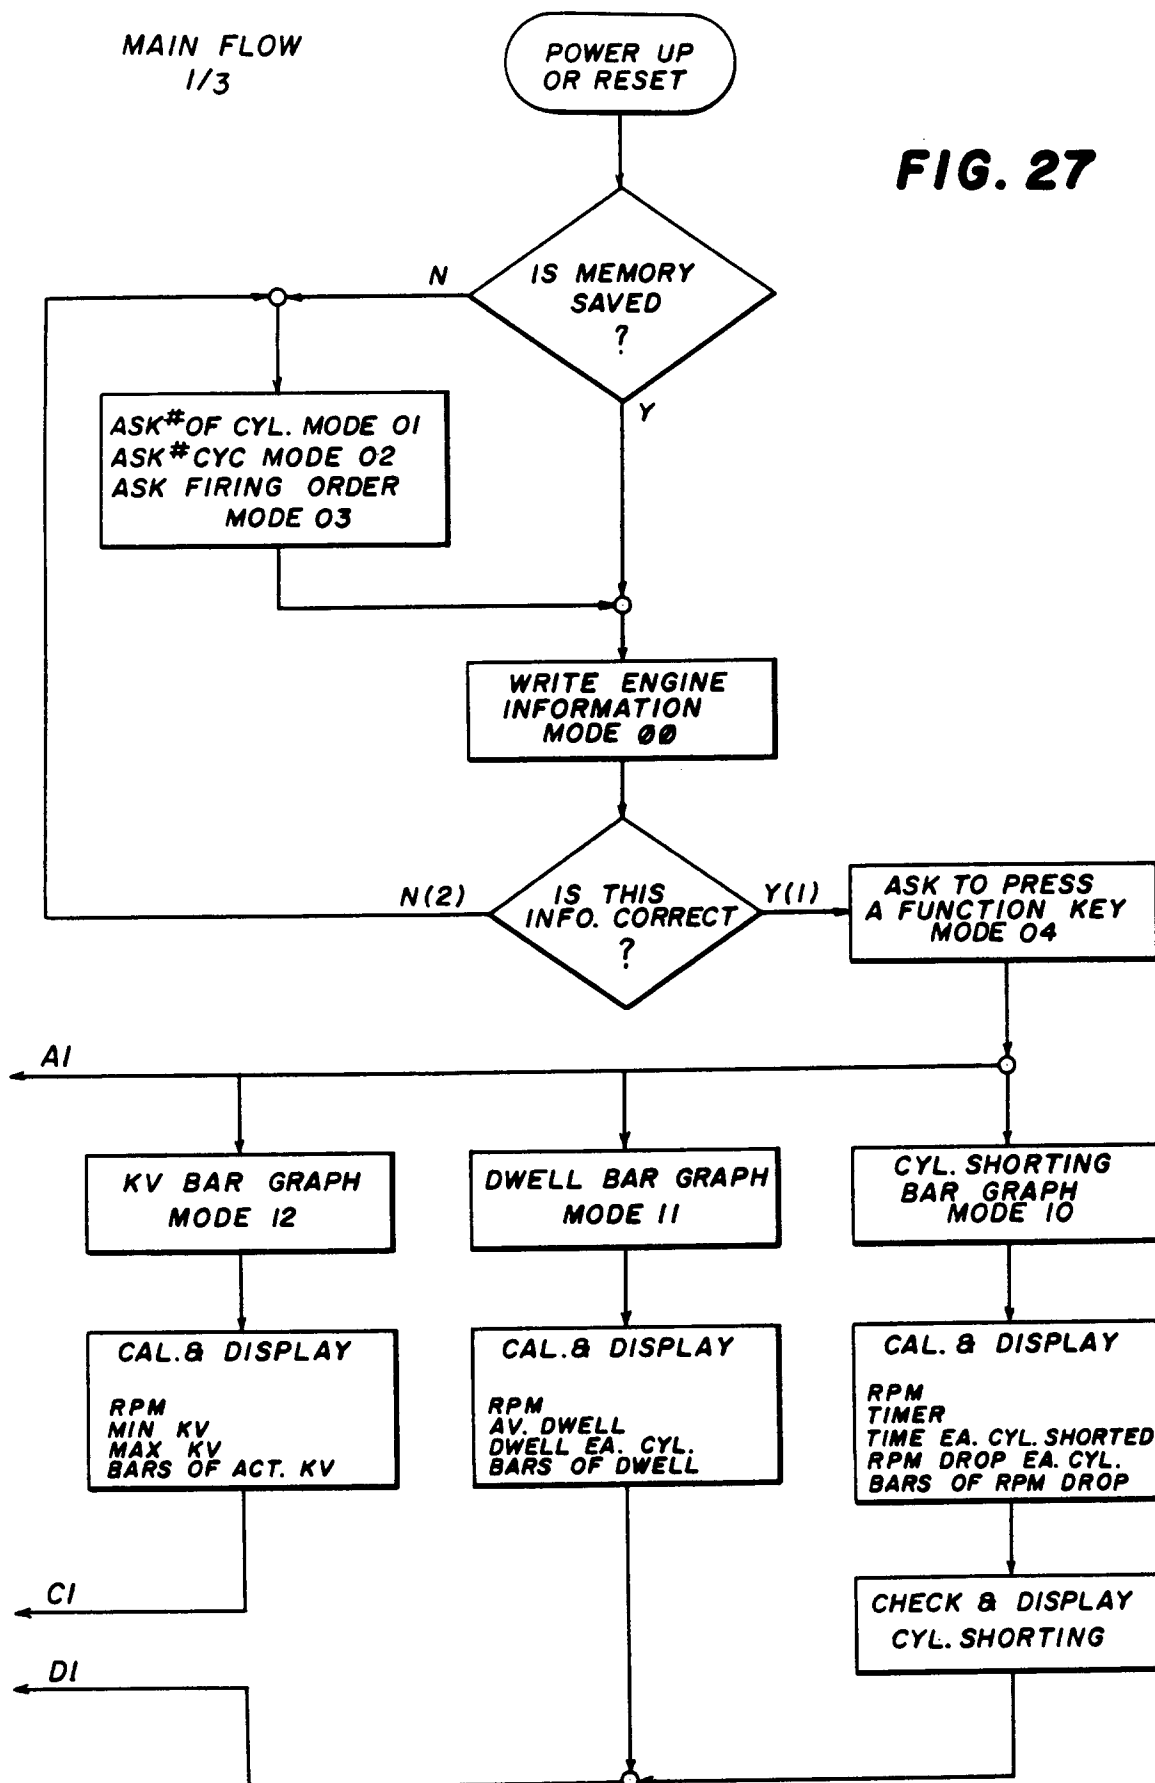 MAIN FLOW
1/3
POWER UP
OR RESET
FIG. 27
IS MEMORY
SAVED
?
N
Y
ASK # OF CYL. MODE 01
ASK # CYC MODE 02
ASK FIRING ORDER
MODE 03
WRITE ENGINE
INFORMATION
MODE 00
IS THIS
INFO. CORRECT
?
N(2)
Y(1)
ASK TO PRESS
A FUNCTION KEY
MODE 04
A1
KV BAR GRAPH
MODE 12
DWELL BAR GRAPH
MODE 11
CYL. SHORTING
BAR GRAPH
MODE 10
CAL. & DISPLAY
RPM
MIN KV
MAX KV
BARS OF ACT. KV
CAL. & DISPLAY
RPM
AV. DWELL
DWELL EA. CYL.
BARS OF DWELL
CAL. & DISPLAY
RPM
TIMER
TIME EA. CYL. SHORTED
RPM DROP EA. CYL.
BARS OF RPM DROP
C1
CHECK & DISPLAY
CYL. SHORTING
D1